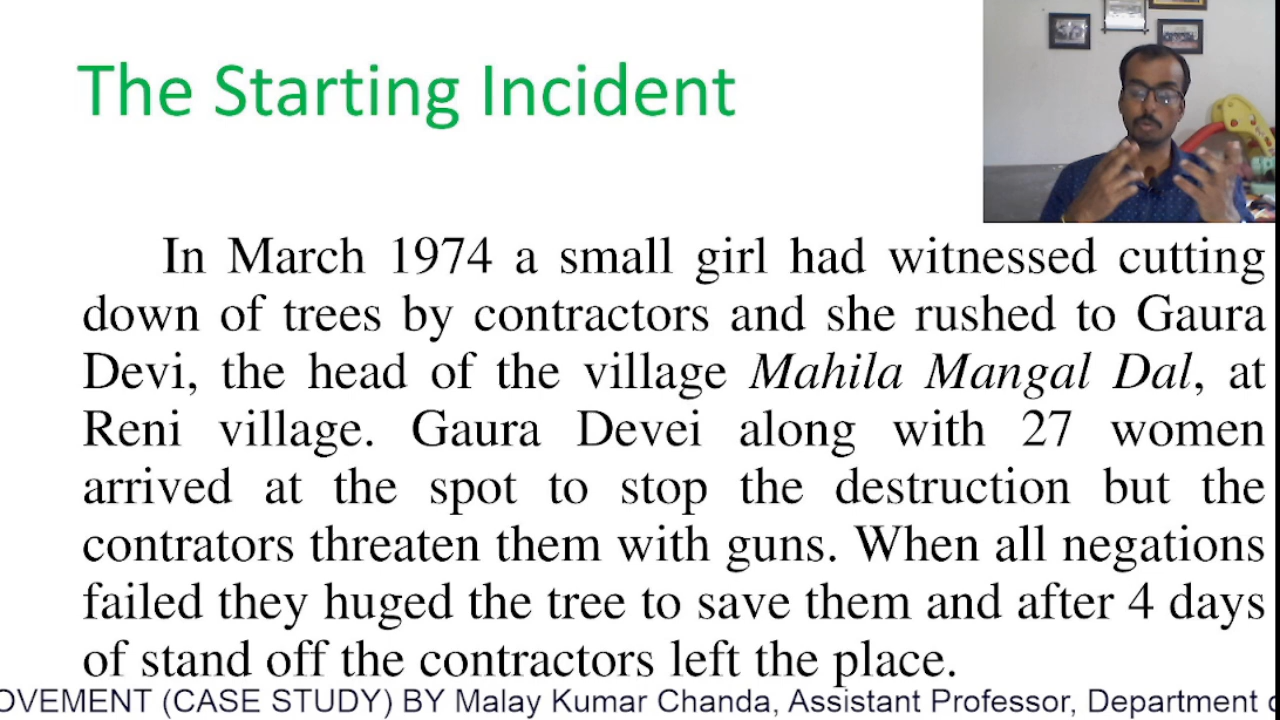 The Starting Incident
In March 1974 a small girl had witnessed cutting
down of trees by contractors and she rushed to Gaura
Devi, the head of the village Mahila Mangal Dal, at
Reni village. Gaura Devei along with 27 women
arrived at the spot to stop the destruction but the
contrators threaten them with guns. When all negations
failed they huged the tree to save them and after 4 days
of stand off the contractors left the place.
OVEMENT (CASE STUDY) BY Malay Kumar Chanda, Assistant Professor, Department